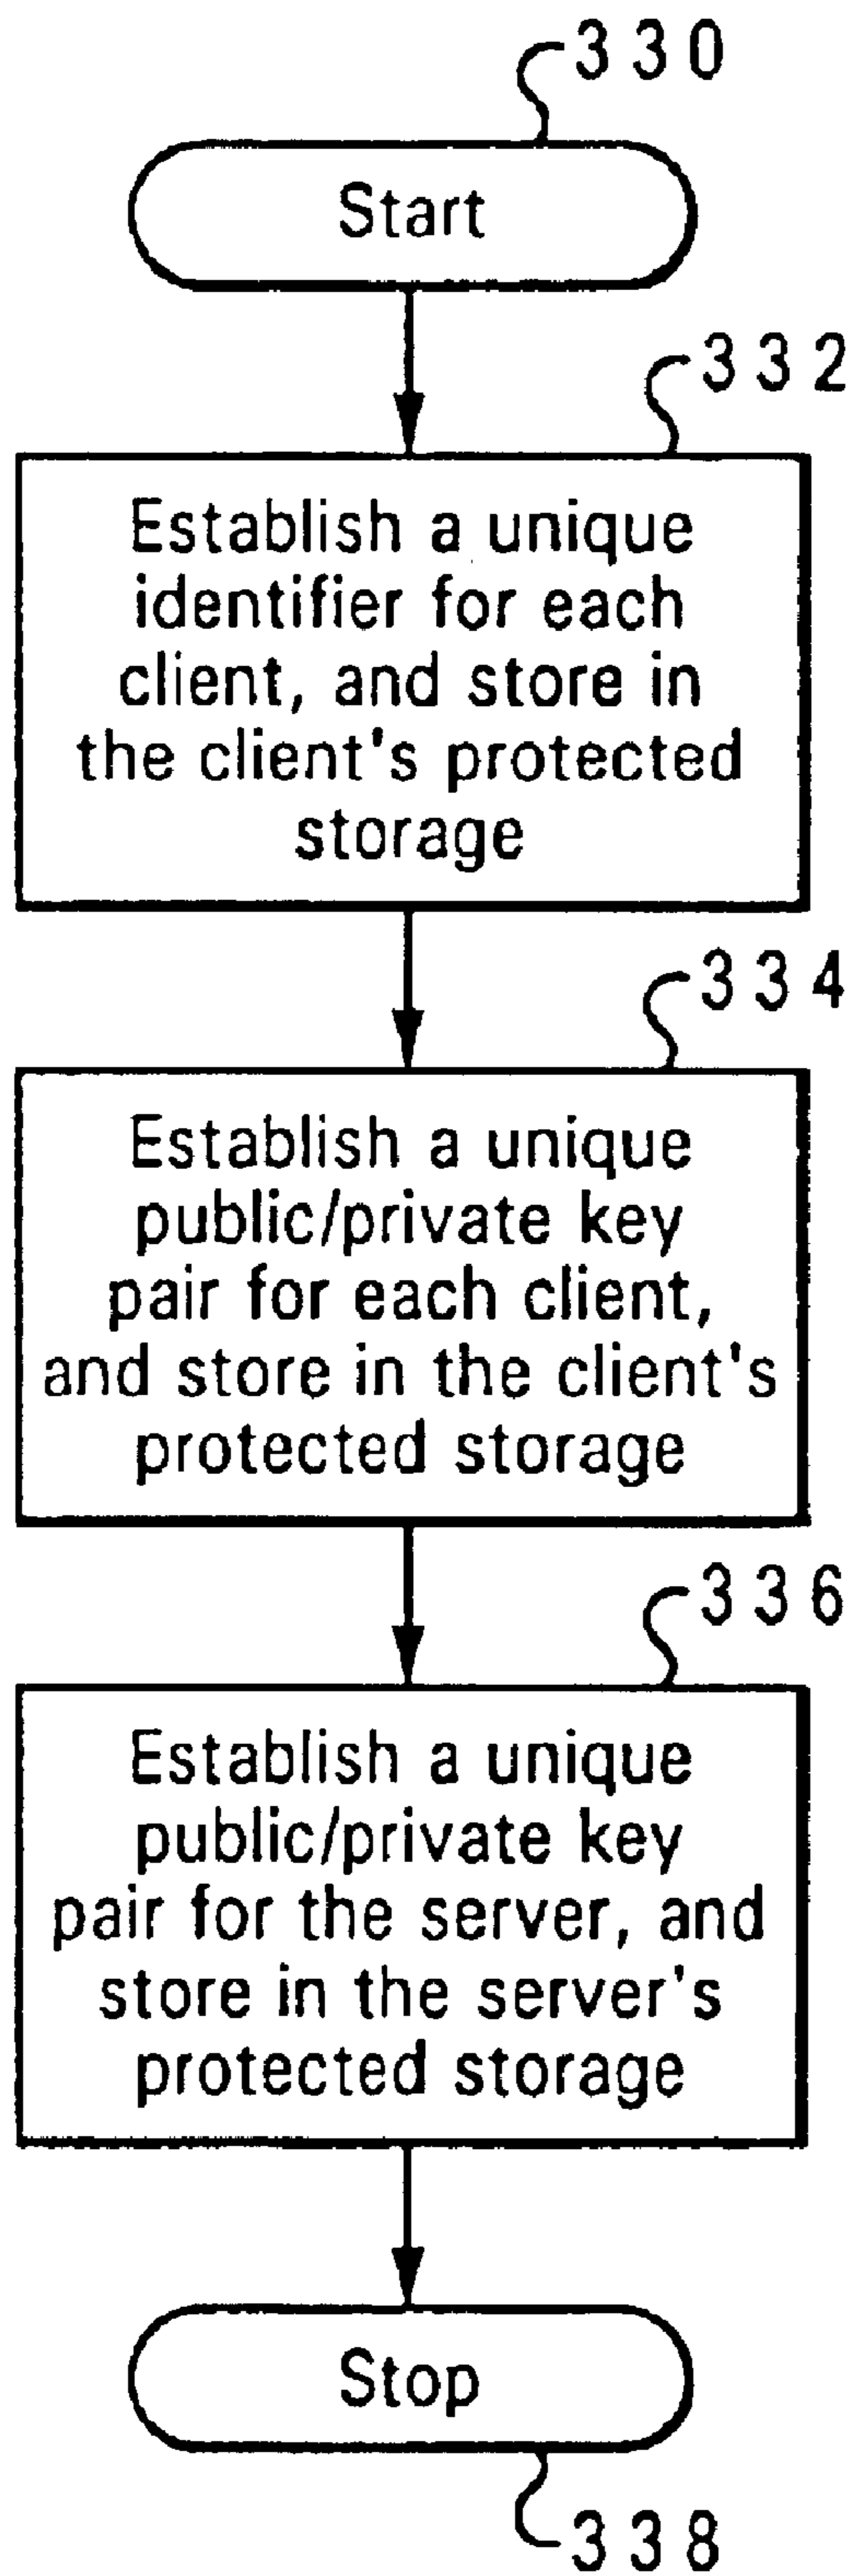 330
Start
332
Establish a unique
identifier for each
client, and store in
the client's protected
storage
334
Establish a unique
public/private key
pair for each client,
and store in the client's
protected storage
336
Establish a unique
public/private key
pair for the server, and
store in the server's
protected storage
Stop
338